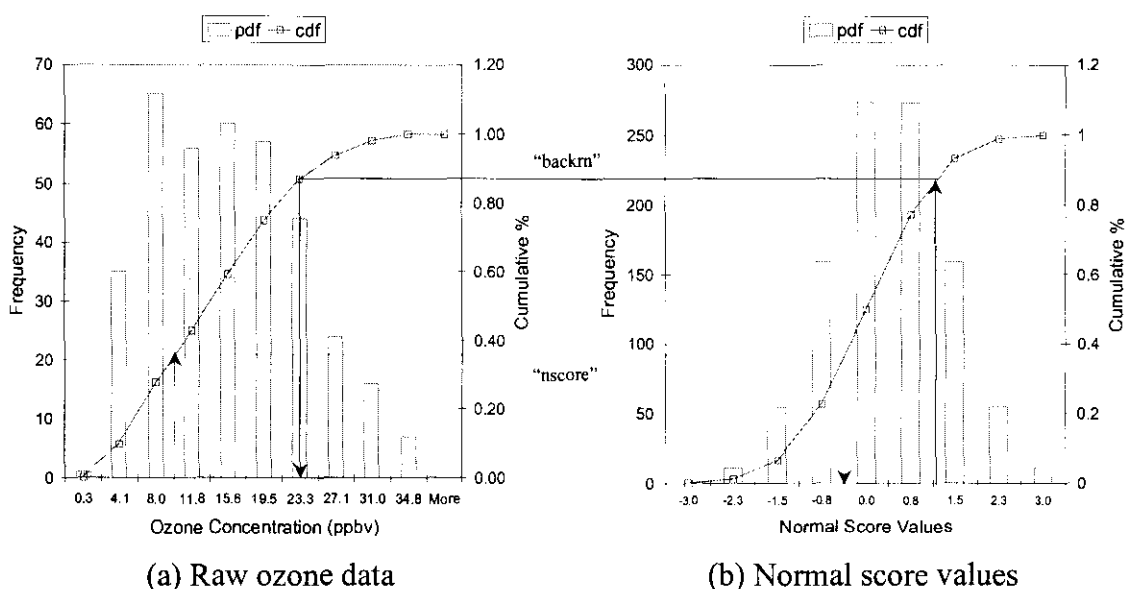 pdf cdf
70
60
50
40
30
20
10
0
Frequency
1.20
1.00
0.80
0.60
0.40
0.20
0.00
Cumulative %
0.3 4.1 8.0 11.8 15.6 19.5 23.3 27.1 31.0 34.8 More
Ozone Concentration (ppbv)
(a) Raw ozone data
"backrn"
"nscore"
pdf cdf
300
250
200
150
100
50
0
Frequency
1.2
1
0.8
0.6
0.4
0.2
0
Cumulative %
-3.0 -2.3 -1.5 -0.8 0.0 0.8 1.5 2.3 3.0
Normal Score Values
(b) Normal score values